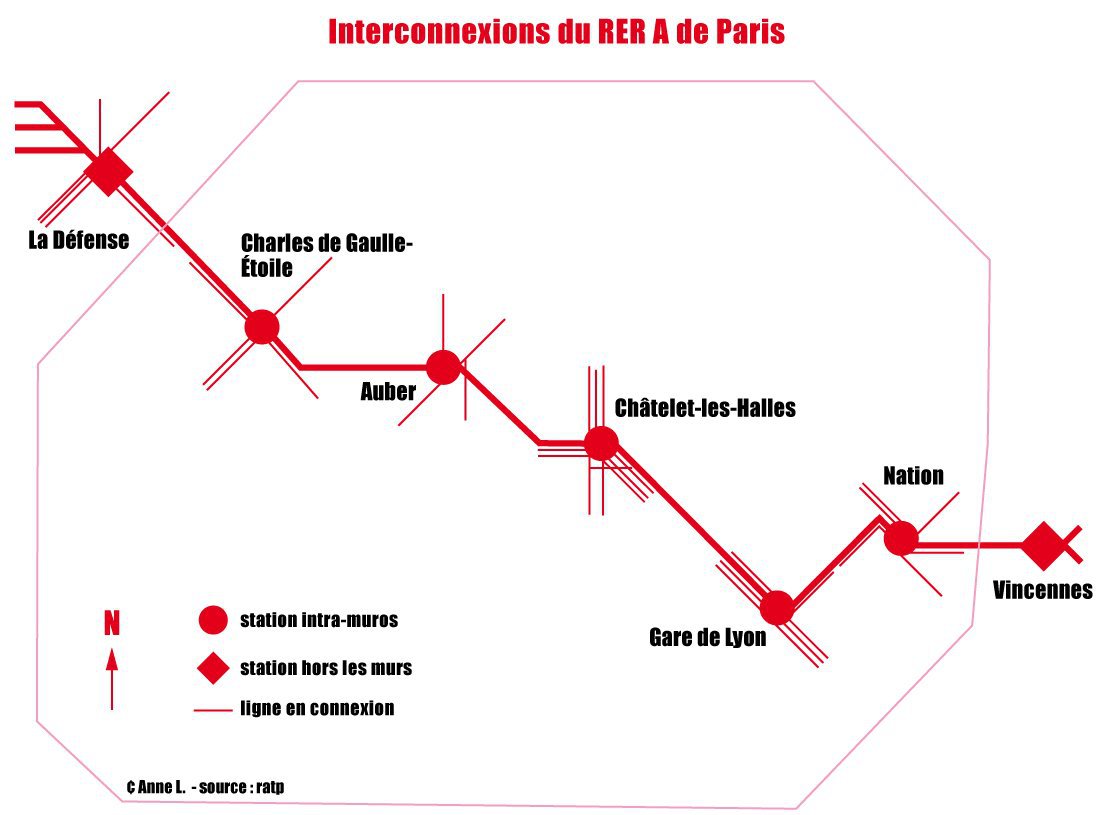 Interconnexions du RER A de Paris
La Défense
Charles de Gaulle-
Étoile
Auber
Châtelet-les-Halles
Nation
Vincennes
Gare de Lyon
N
station intra-muros
station hors les murs
ligne en connexion
¢ Anne L. - source : ratp